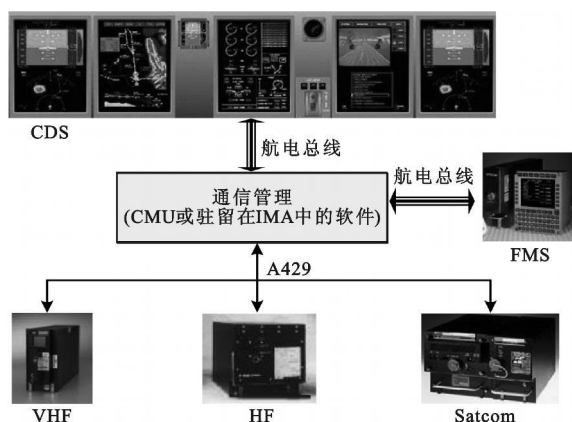 CDS
航电总线
航电总线
通信管理
(CMU或驻留在IMA中的软件)
FMS
A429
VHF
HF
Satcom